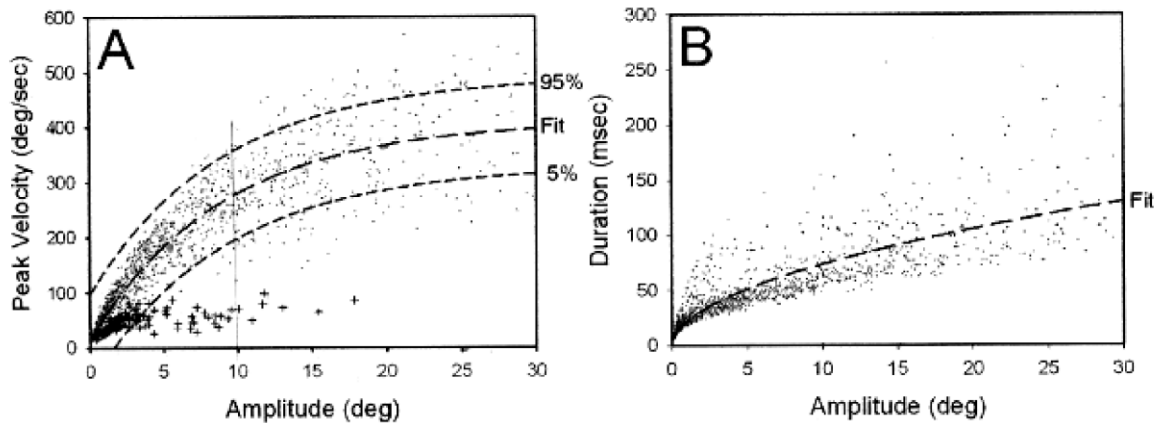 A
Peak Velocity (deg/sec)
600
500
400
300
200
100
0
0 5 10 15 20 25 30
Amplitude (deg)
95%
Fit
5%
B
Duration (msec)
300
250
200
150
100
50
0
0 5 10 15 20 25 30
Amplitude (deg)
Fit